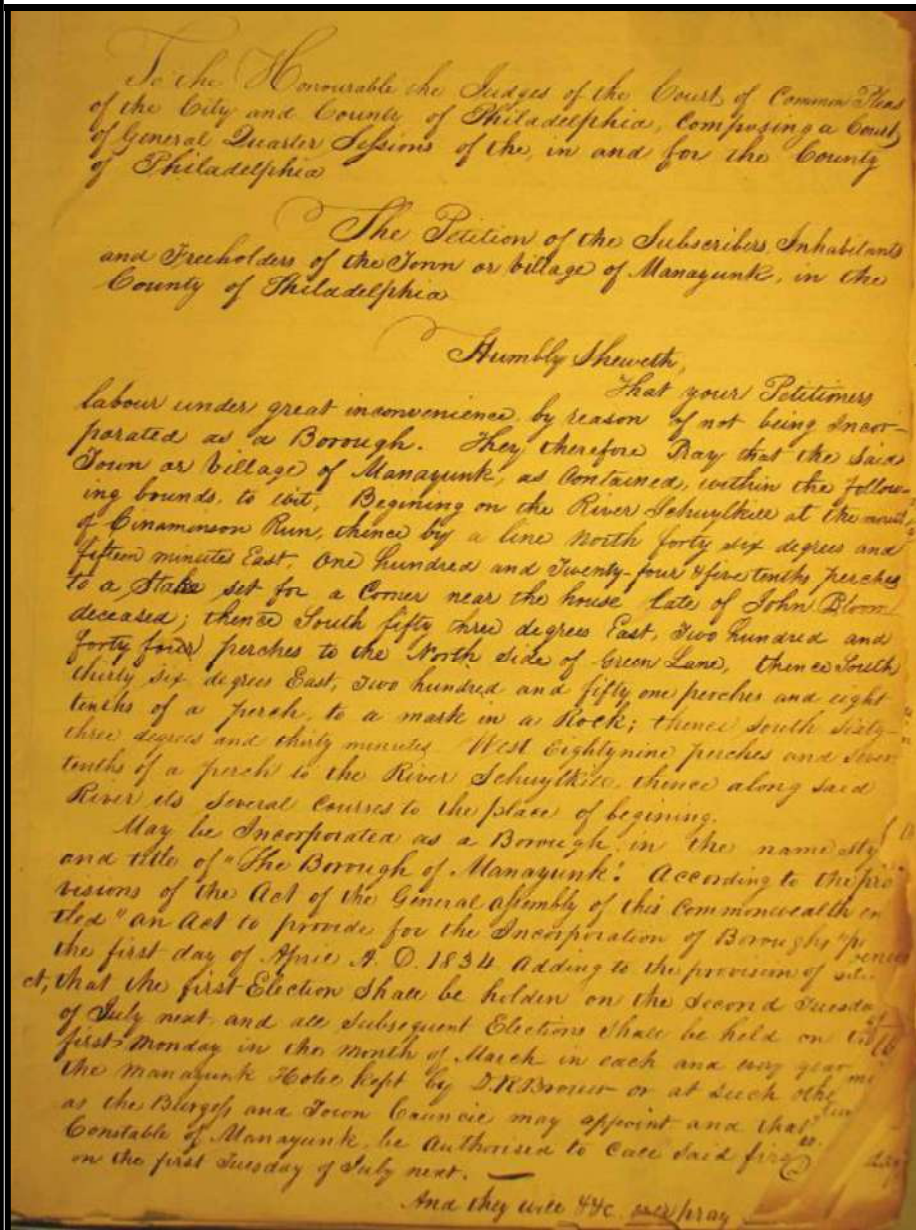 To the Honourable the Judges of the Court of Common Pleas
of the City and County of Philadelphia, Composing a Court
of General Quarter Sessions of the, in and for the County
of Philadelphia
The Petition of the Subscribers Inhabitants
and Freeholders of the Town or Village of Manayunk, in the
County of Philadelphia
Humbly Sheweth,
That your Petitioners
labour under great inconvenience, by reason of not being Incor-
porated as a Borough. They therefore Pray that the said
Town or Village of Manayunk, as Contained, within the follow-
ing bounds, to wit, Begining on the River Schuylkill at the mouth
of Cinaminson Run, thence by a line North forty six degrees and
fifteen minutes East, One hundred and Twenty-four & five tenths perches
to a Stake set for a Corner near the house late of John Bloom
deceased; thence South fifty three degrees East, Two hundred and
forty four perches to the North side of Green Lane, thence South
thirty six degrees East, Two hundred and fifty one perches and eight
tenths of a perch, to a mark in a Rock; thence South sixty-
three degrees and thirty minutes West Eightynine perches and seven
tenths of a perch to the River Schuylkill, thence along said
River its several Courses to the place of begining.
May be Incorporated as a Borough in the name, sty
and title of "The Borough of Manayunk". According to the pro
visions of the Act of the General assembly of this Commonwealth en
tled "an Act to provide for the Incorporation of Boroughs"
the first day of April A. D. 1834 Adding to the provision of
ct, that the first Election Shall be holden on the Second Tuesda
of July next and all Subsequent Elections Shall be held on the
first Monday in the month of March in each and every year
the Manayunk Hotel kept by D. R. Brower or at such othe
as the Burgess and Town Council may appoint and that
Constable of Manayunk, be Authorised to Call said first
on the first Tuesday of July next.
And they will &c. ever pray